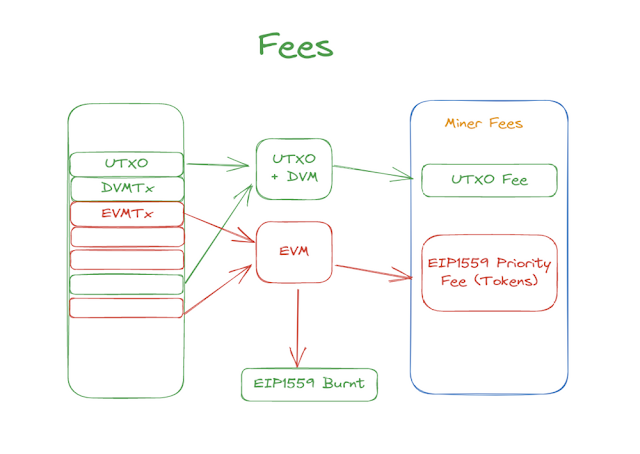 Fees
Miner Fees
UTXO
DVMTx
EVMTx
UTXO
+ DVM
EVM
UTXO Fee
EIP1559 Priority
Fee (Tokens)
EIP1559 Burnt